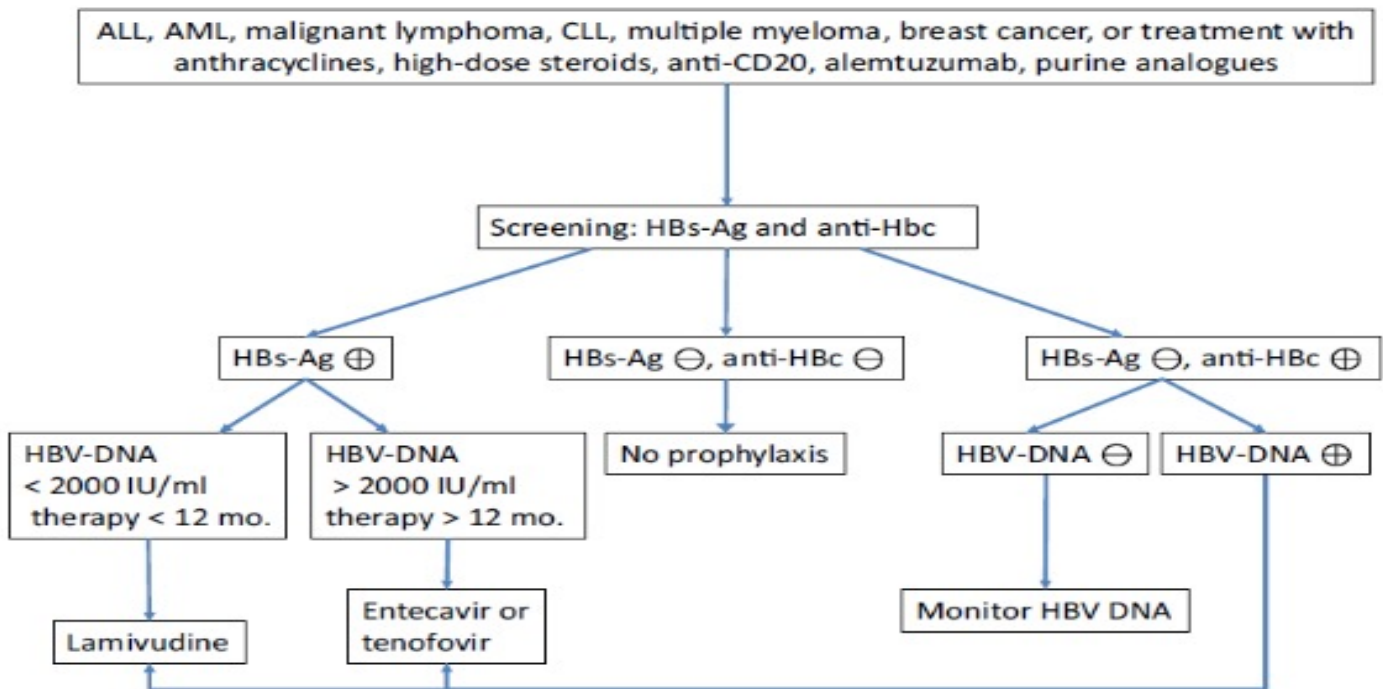 ALL, AML, malignant lymphoma, CLL, multiple myeloma, breast cancer, or treatment with
anthracyclines, high-dose steroids, anti-CD20, alemtuzumab, purine analogues
Screening: HBs-Ag and anti-Hbc
HBs-Ag ⊕
HBs-Ag ⊖, anti-HBc ⊖
HBs-Ag ⊖, anti-HBc ⊕
HBV-DNA
< 2000 IU/ml
therapy < 12 mo.
HBV-DNA
> 2000 IU/ml
therapy > 12 mo.
No prophylaxis
HBV-DNA ⊖
HBV-DNA ⊕
Lamivudine
Entecavir or
tenofovir
Monitor HBV DNA